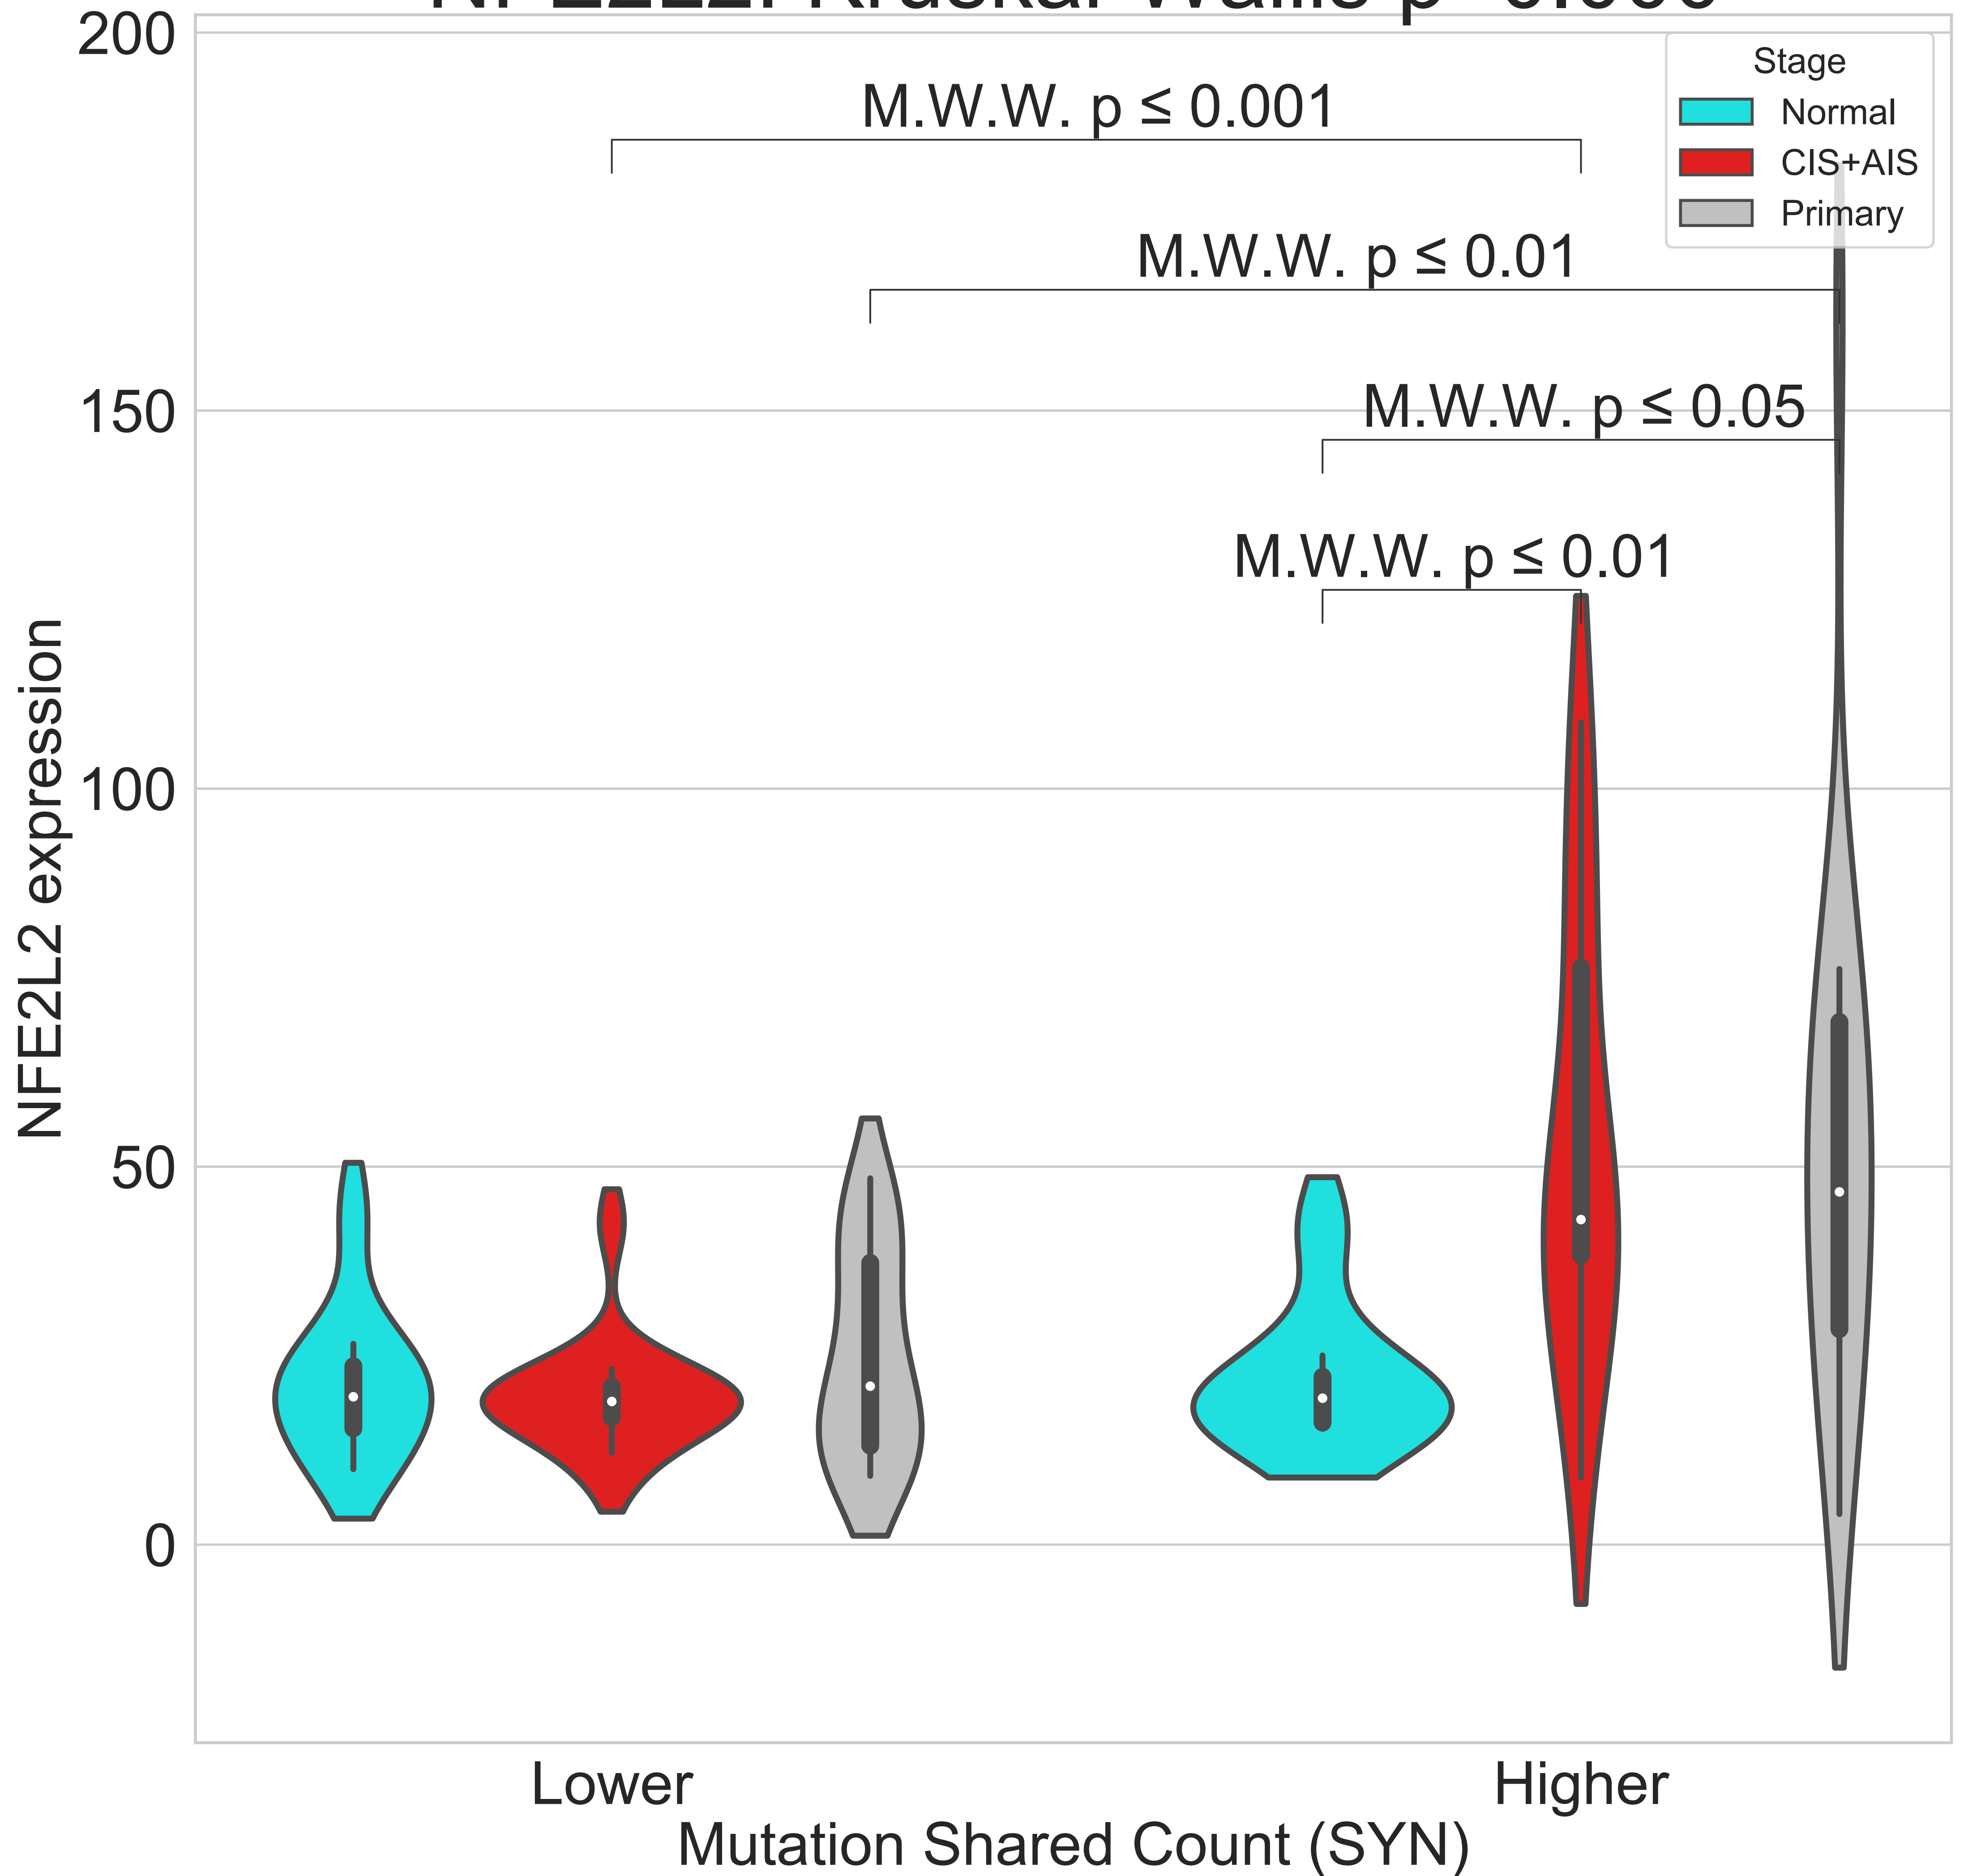 200
Stage
Normal
CIS+AIS
Primary
M.W.W. p ≤ 0.001
M.W.W. p ≤ 0.01
150
M.W.W. p ≤ 0.05
M.W.W. p ≤ 0.01
100
50
0
NFE2L2 expression
Lower
Higher
Mutation Shared Count (SYN)